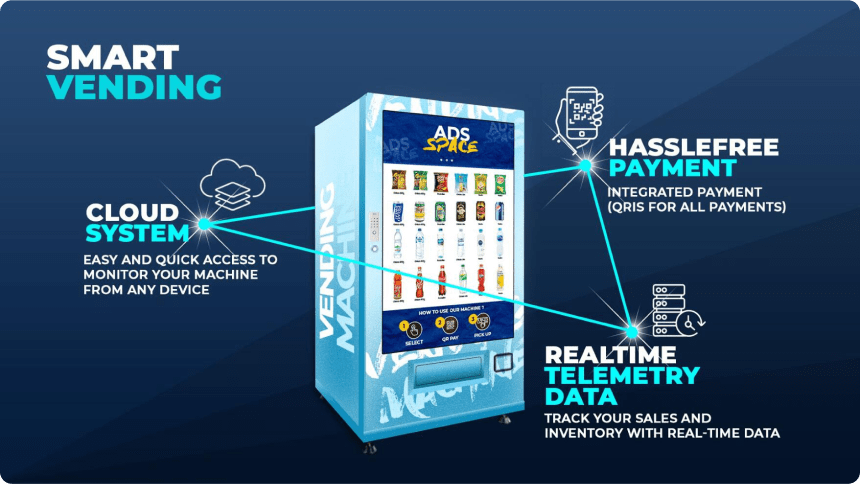 SMART
VENDING
ADS
SPACE
HASSLEFREE
PAYMENT
INTEGRATED PAYMENT
(QRIS FOR ALL PAYMENTS)
CLOUD
SYSTEM
EASY AND QUICK ACCESS TO
MONITOR YOUR MACHINE
FROM ANY DEVICE
VENDING
MACHINE
HOW TO USE OUR MACHINE ?
1 2 3
SELECT QR PAY PICK UP
REALTIME
TELEMETRY
DATA
TRACK YOUR SALES AND
INVENTORY WITH REAL-TIME DATA